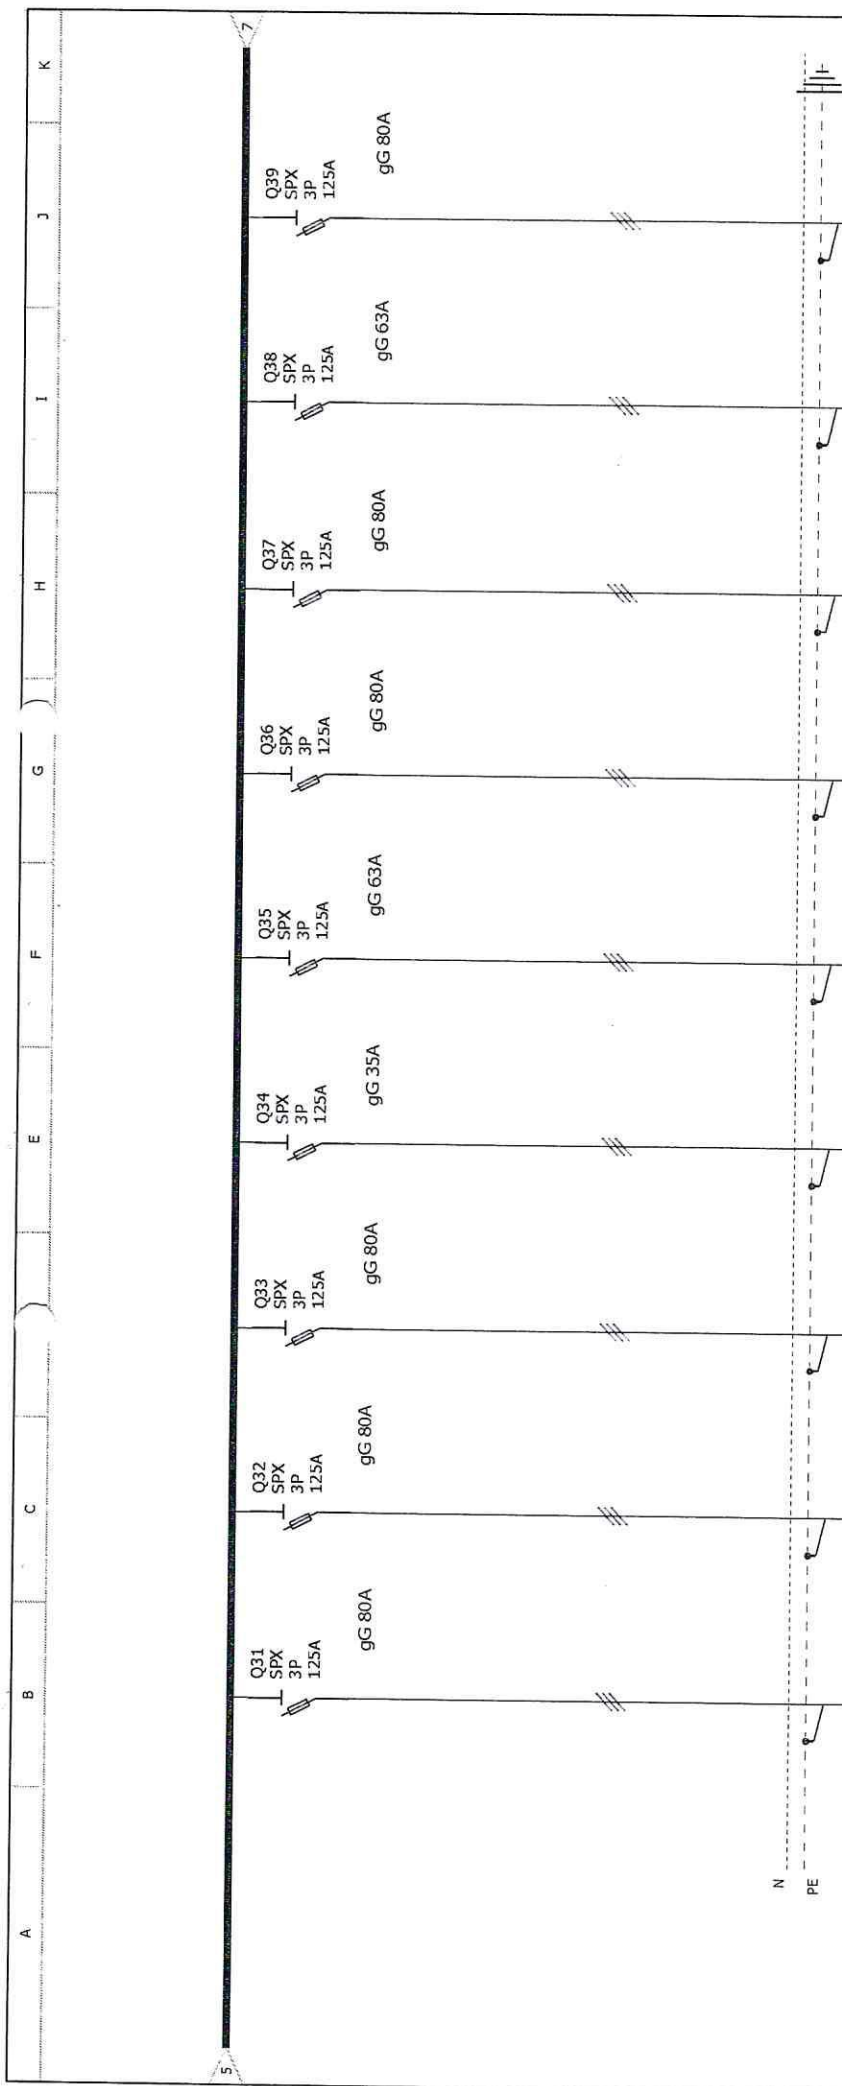 A B C E F G H I J K
5
7
Q31
SPX
3P
125A
gG 80A
Q32
SPX
3P
125A
gG 80A
Q33
SPX
3P
125A
gG 80A
Q34
SPX
3P
125A
gG 35A
Q35
SPX
3P
125A
gG 63A
Q36
SPX
3P
125A
gG 80A
Q37
SPX
3P
125A
gG 80A
Q38
SPX
3P
125A
gG 63A
Q39
SPX
3P
125A
gG 80A
N
PE